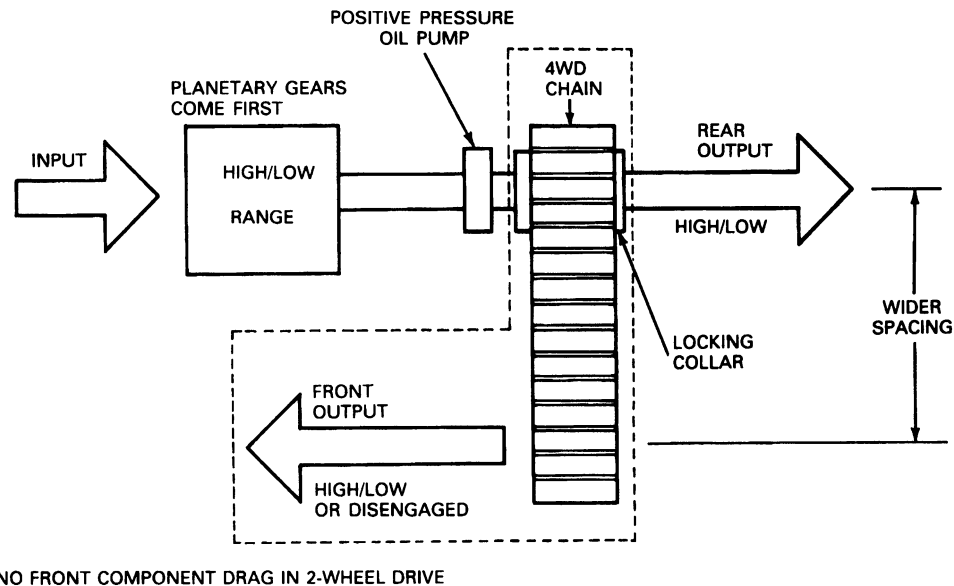 POSITIVE PRESSURE
OIL PUMP
4WD
CHAIN
PLANETARY GEARS
COME FIRST
INPUT
HIGH/LOW
RANGE
REAR
OUTPUT
HIGH/LOW
WIDER
SPACING
LOCKING
COLLAR
FRONT
OUTPUT
HIGH/LOW
OR DISENGAGED
NO FRONT COMPONENT DRAG IN 2-WHEEL DRIVE